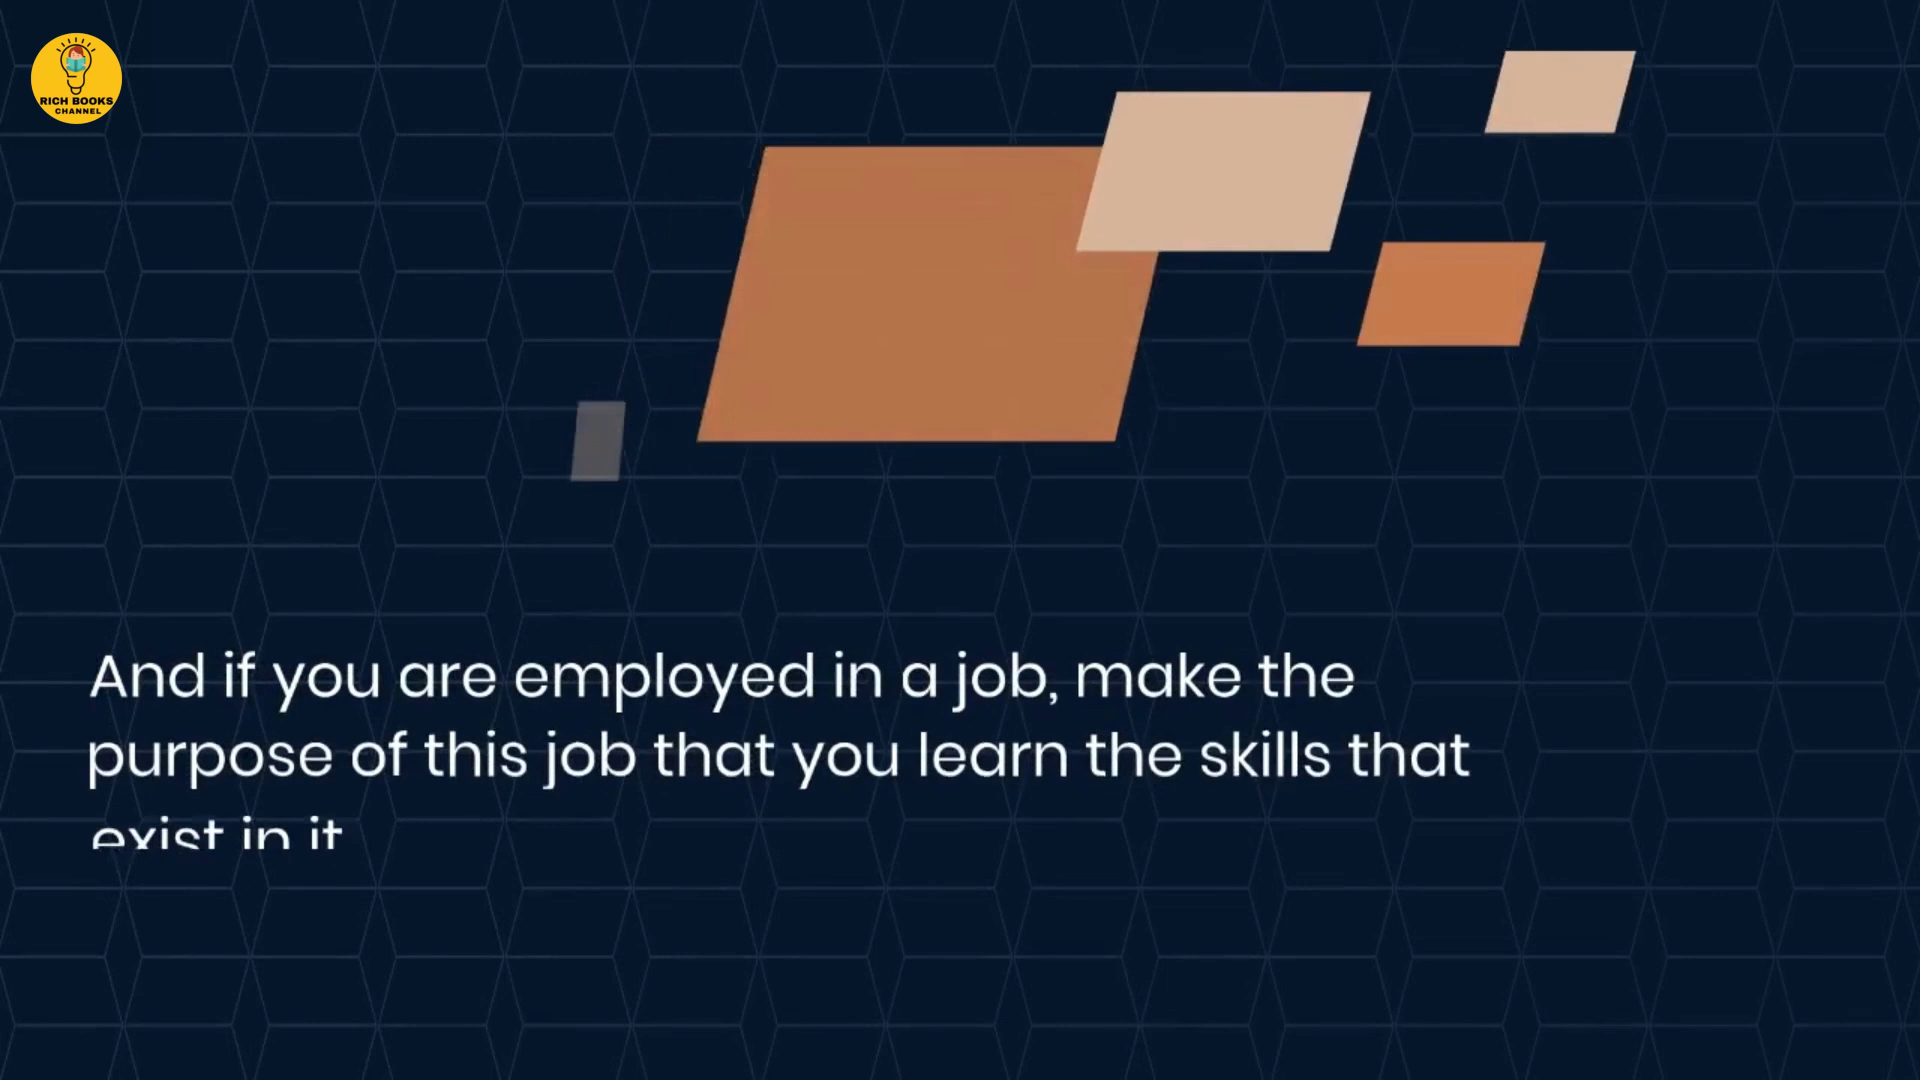 RICH BOOKS
CHANNEL
And if you are employed in a job, make the
purpose of this job that you learn the skills that
exist in it